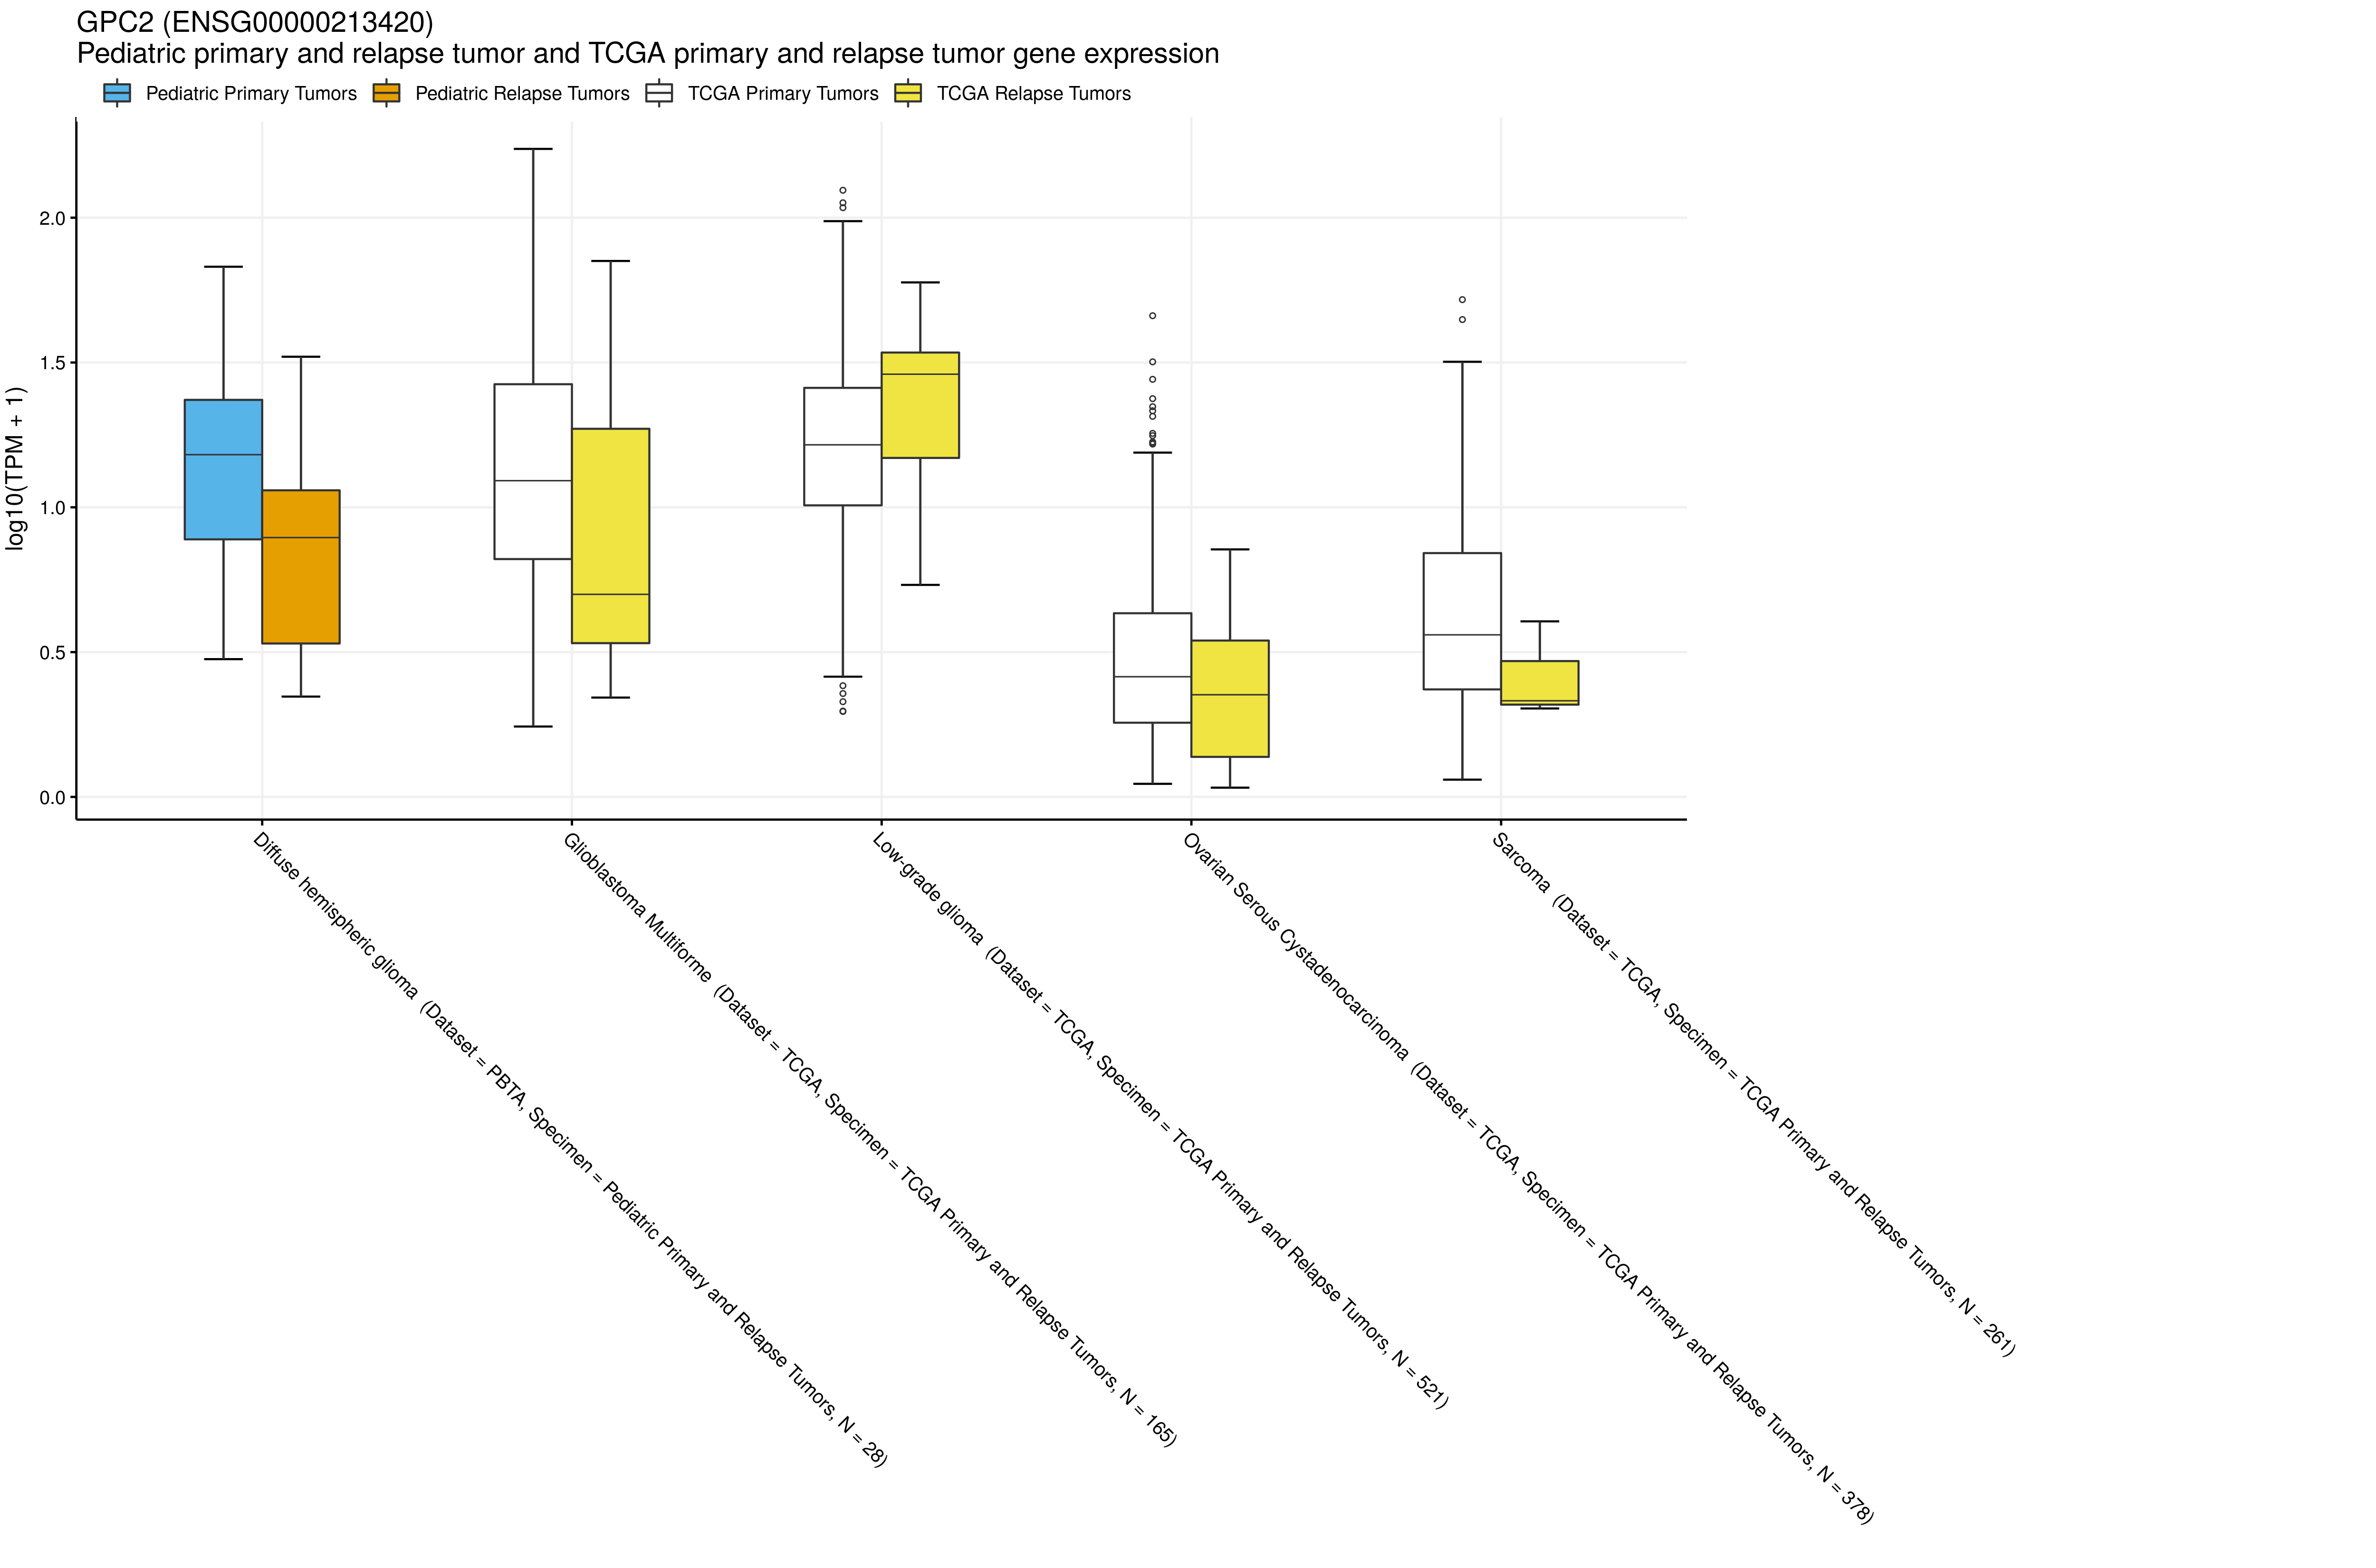 GPC2 (ENSG00000213420)
Pediatric primary and relapse tumor and TCGA primary and relapse tumor gene expression
Pediatric Primary Tumors
Pediatric Relapse Tumors
TCGA Primary Tumors
TCGA Relapse Tumors
log10(TPM + 1)
2.0
1.5
1.0
0.5
0.0
Diffuse hemispheric glioma (Dataset = PBTA, Specimen = Pediatric Primary and Relapse Tumors, N = 28)
Glioblastoma Multiforme (Dataset = TCGA, Specimen = TCGA Primary and Relapse Tumors, N = 165)
Low-grade glioma (Dataset = TCGA, Specimen = TCGA Primary and Relapse Tumors, N = 521)
Ovarian Serous Cystadenocarcinoma (Dataset = TCGA, Specimen = TCGA Primary and Relapse Tumors, N = 378)
Sarcoma (Dataset = TCGA, Specimen = TCGA Primary and Relapse Tumors, N = 261)